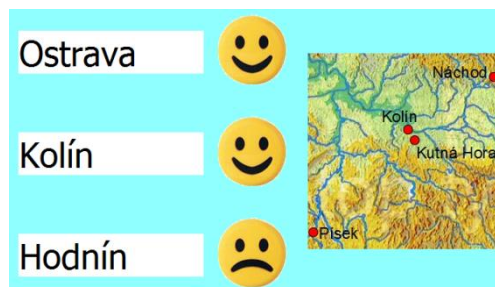 Ostrava
Kolín
Hodnín
Náchod
Kolín
Kutná Hora
Písek